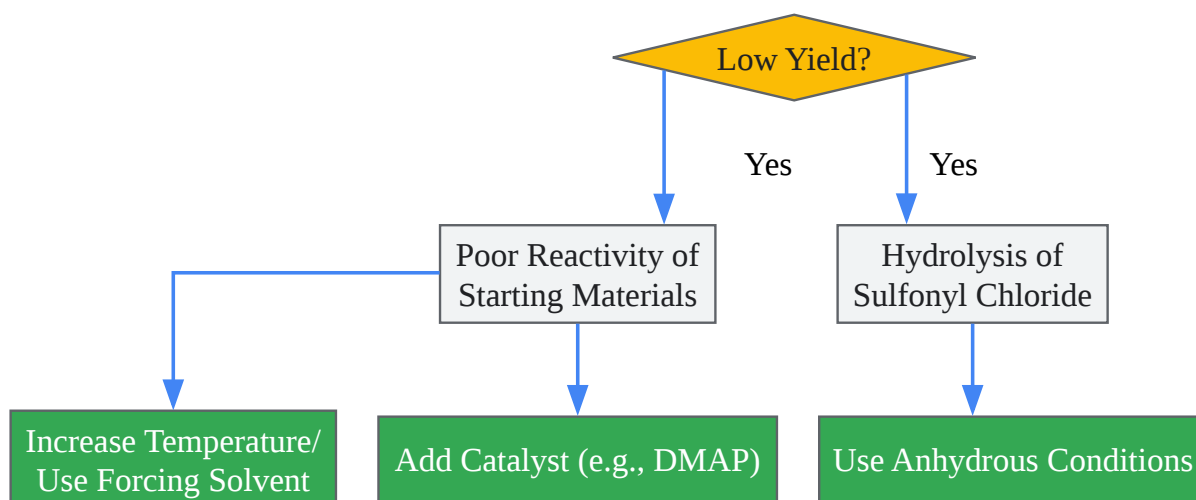 Low Yield?
Yes
Yes
Poor Reactivity of
Starting Materials
Hydrolysis of
Sulfonyl Chloride
Increase Temperature/
Use Forcing Solvent
Add Catalyst (e.g., DMAP)
Use Anhydrous Conditions